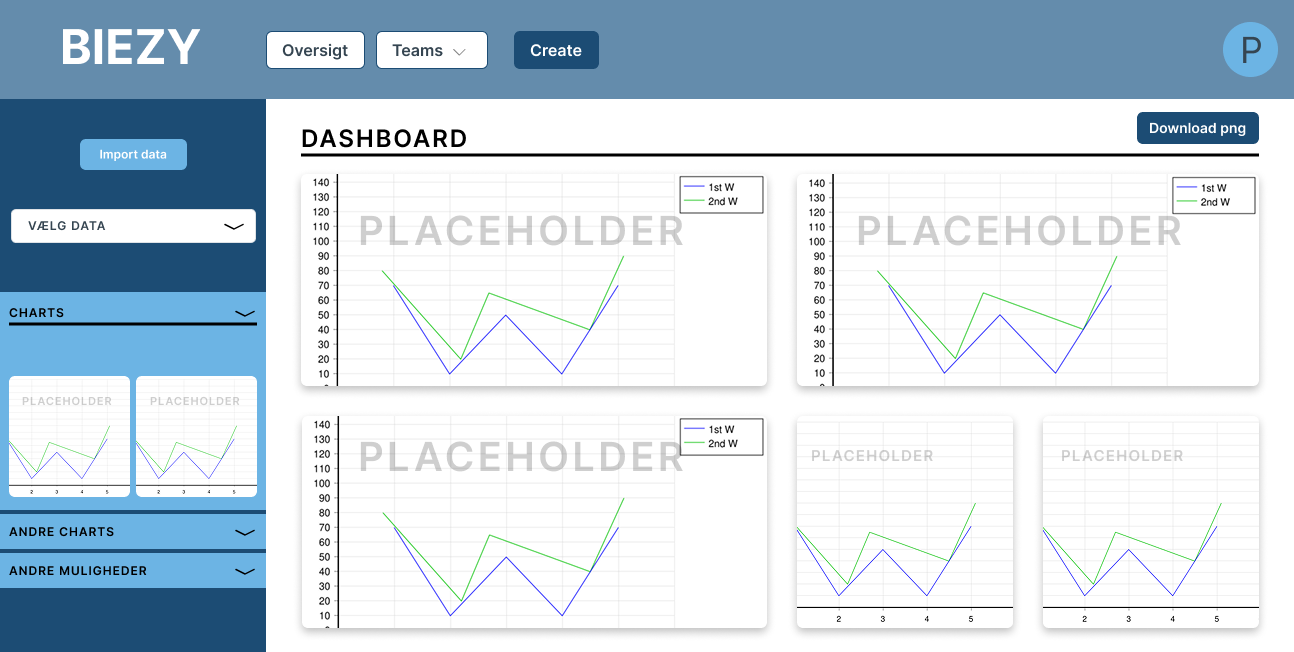 BIEZY
Oversigt
Teams
Create
P
Import data
VÆLG DATA
CHARTS
PLACEHOLDER
2 3 4 5
PLACEHOLDER
2 3 4 5
ANDRE CHARTS
ANDRE MULIGHEDER
DASHBOARD
Download png
140
130
120
110
100
90
80
70
60
50
40
30
20
10
PLACEHOLDER
1st W
2nd W
140
130
120
110
100
90
80
70
60
50
40
30
20
10
PLACEHOLDER
1st W
2nd W
140
130
120
110
100
90
80
70
60
50
40
30
20
10
PLACEHOLDER
1st W
2nd W
PLACEHOLDER
2 3 4 5
PLACEHOLDER
2 3 4 5